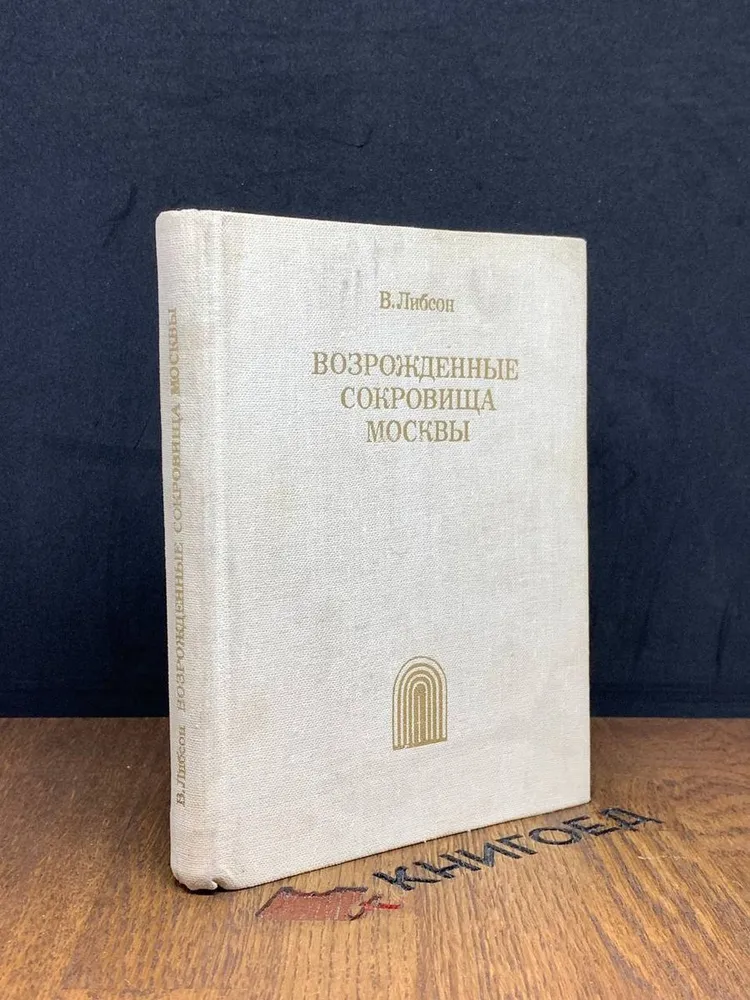 В. Либсон
ВОЗРОЖДЕННЫЕ
СОКРОВИЩА
МОСКВЫ
В. Либсон ВОЗРОЖДЕННЫЕ СОКРОВИЩА МОСКВЫ
КНИГОЕД